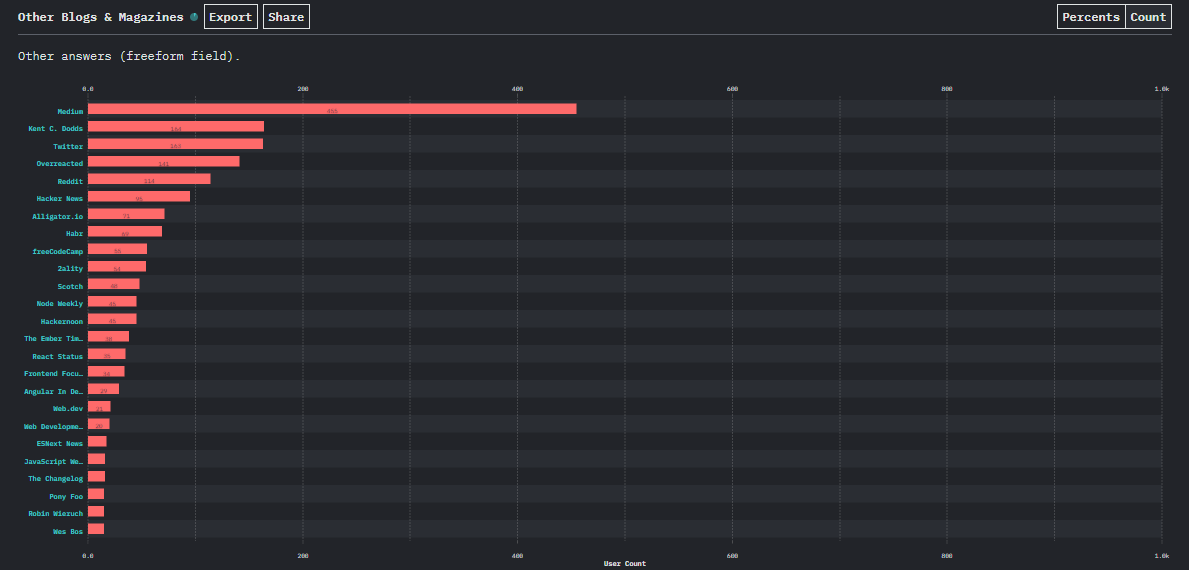 Other Blogs & Magazines Export Share Percents Count
Other answers (freeform field).
0.0 200 400 600 800 1.0k
Medium 455
Kent C. Dodds 164
Twitter
Overreacted 141
Reddit 114
Hacker News 95
Alligator.io 71
Habr 69
freeCodeCamp 55
2ality 54
Scotch 48
Node Weekly 45
Hackernoon 45
The Ember Tim…
React Status 35
Frontend Focu… 34
Angular In De… 29
Web.dev 21
Web Developme… 20
ESNext News
JavaScript We…
The Changelog
Pony Foo
Robin Wieruch
Wes Bos
0.0 200 400 600 800 1.0k
User Count